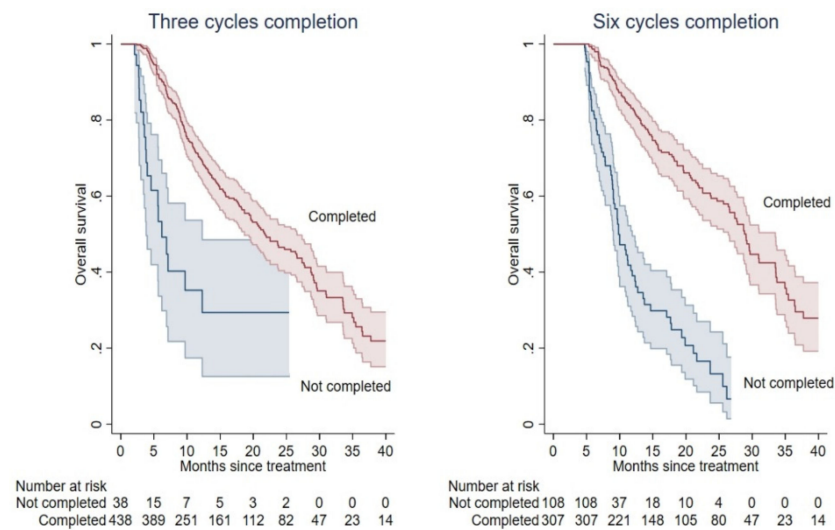 Three cycles completion
1
.8
.6
.4
.2
0
Overall survival
Completed
Not completed
0 5 10 15 20 25 30 35 40
Months since treatment
Number at risk
Not completed 38 15 7 5 3 2 0 0 0
Completed 438 389 251 161 112 82 47 23 14
Six cycles completion
1
.8
.6
.4
.2
0
Overall survival
Completed
Not completed
0 5 10 15 20 25 30 35 40
Months since treatment
Number at risk
Not completed 108 108 37 18 10 4 0 0 0
Completed 307 307 221 148 105 80 47 23 14